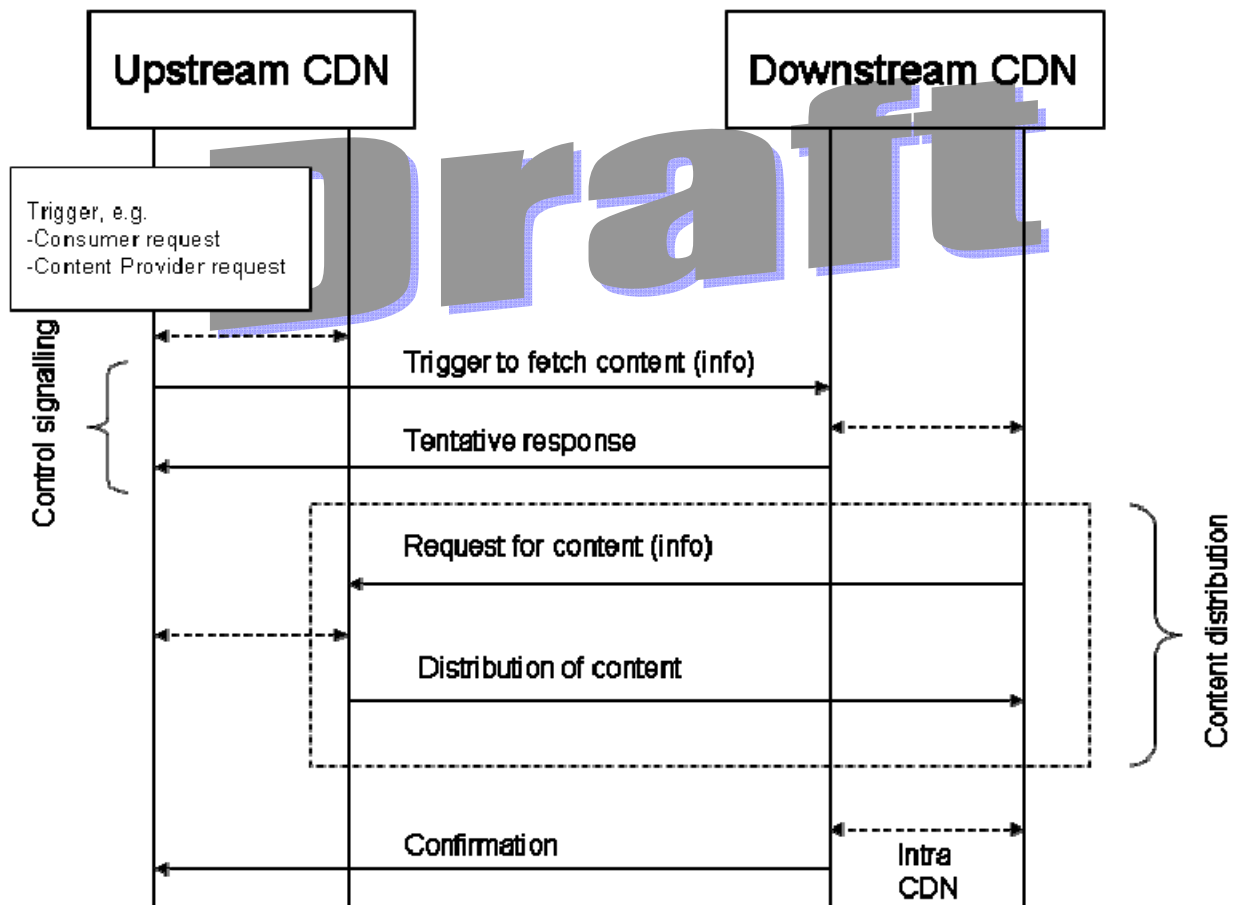 Upstream CDN
Downstream CDN
Draft
Trigger, e.g.
-Consumer request
-Content Provider request
Control signalling
Trigger to fetch content (info)
Tentative response
Request for content (info)
Content distribution
Distribution of content
Confirmation
Intra
CDN